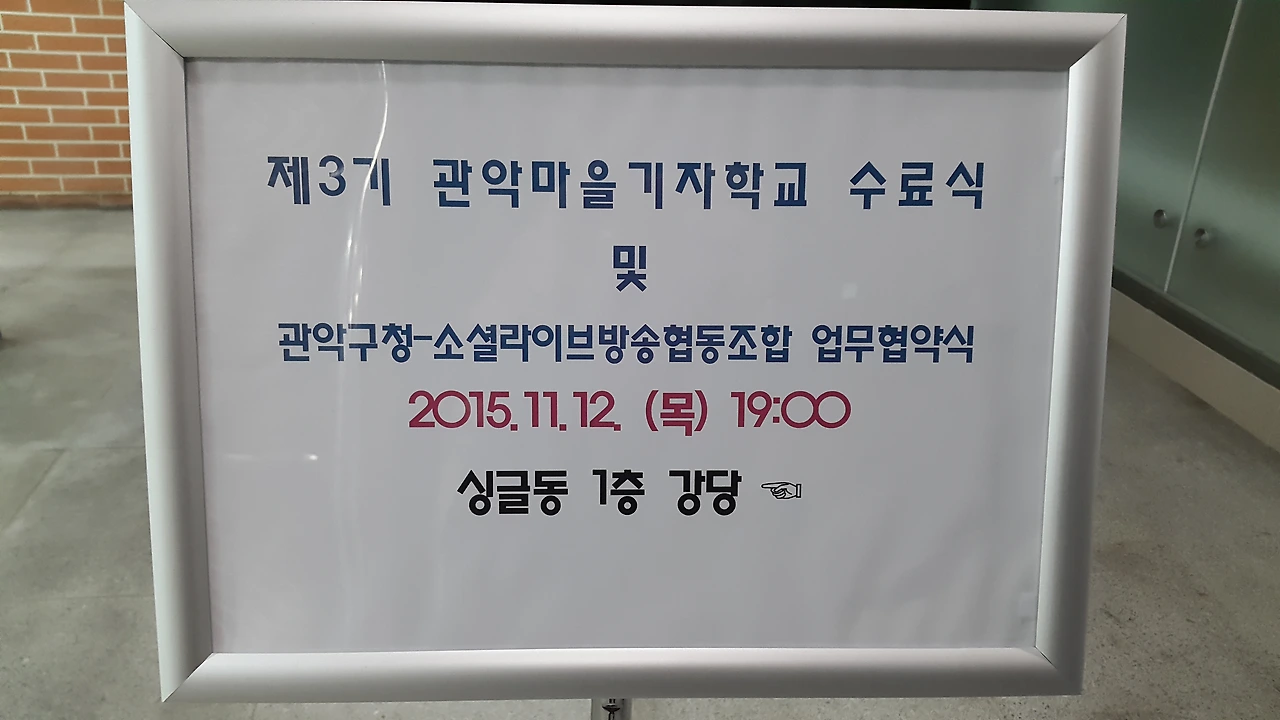 제3기 관악마을기자학교 수료식
및
관악구청-소셜라이브방송협동조합 업무협약식
2015.11.12. (목) 19:00
싱글동 1층 강당 ☜